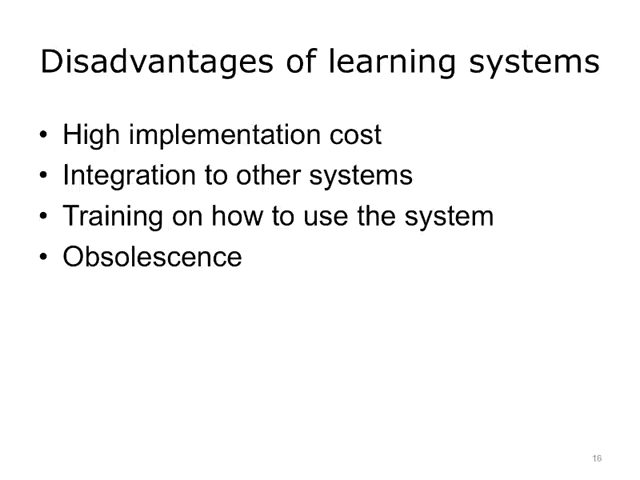 Disadvantages of learning systems
• High implementation cost
• Integration to other systems
• Training on how to use the system
• Obsolescence
16